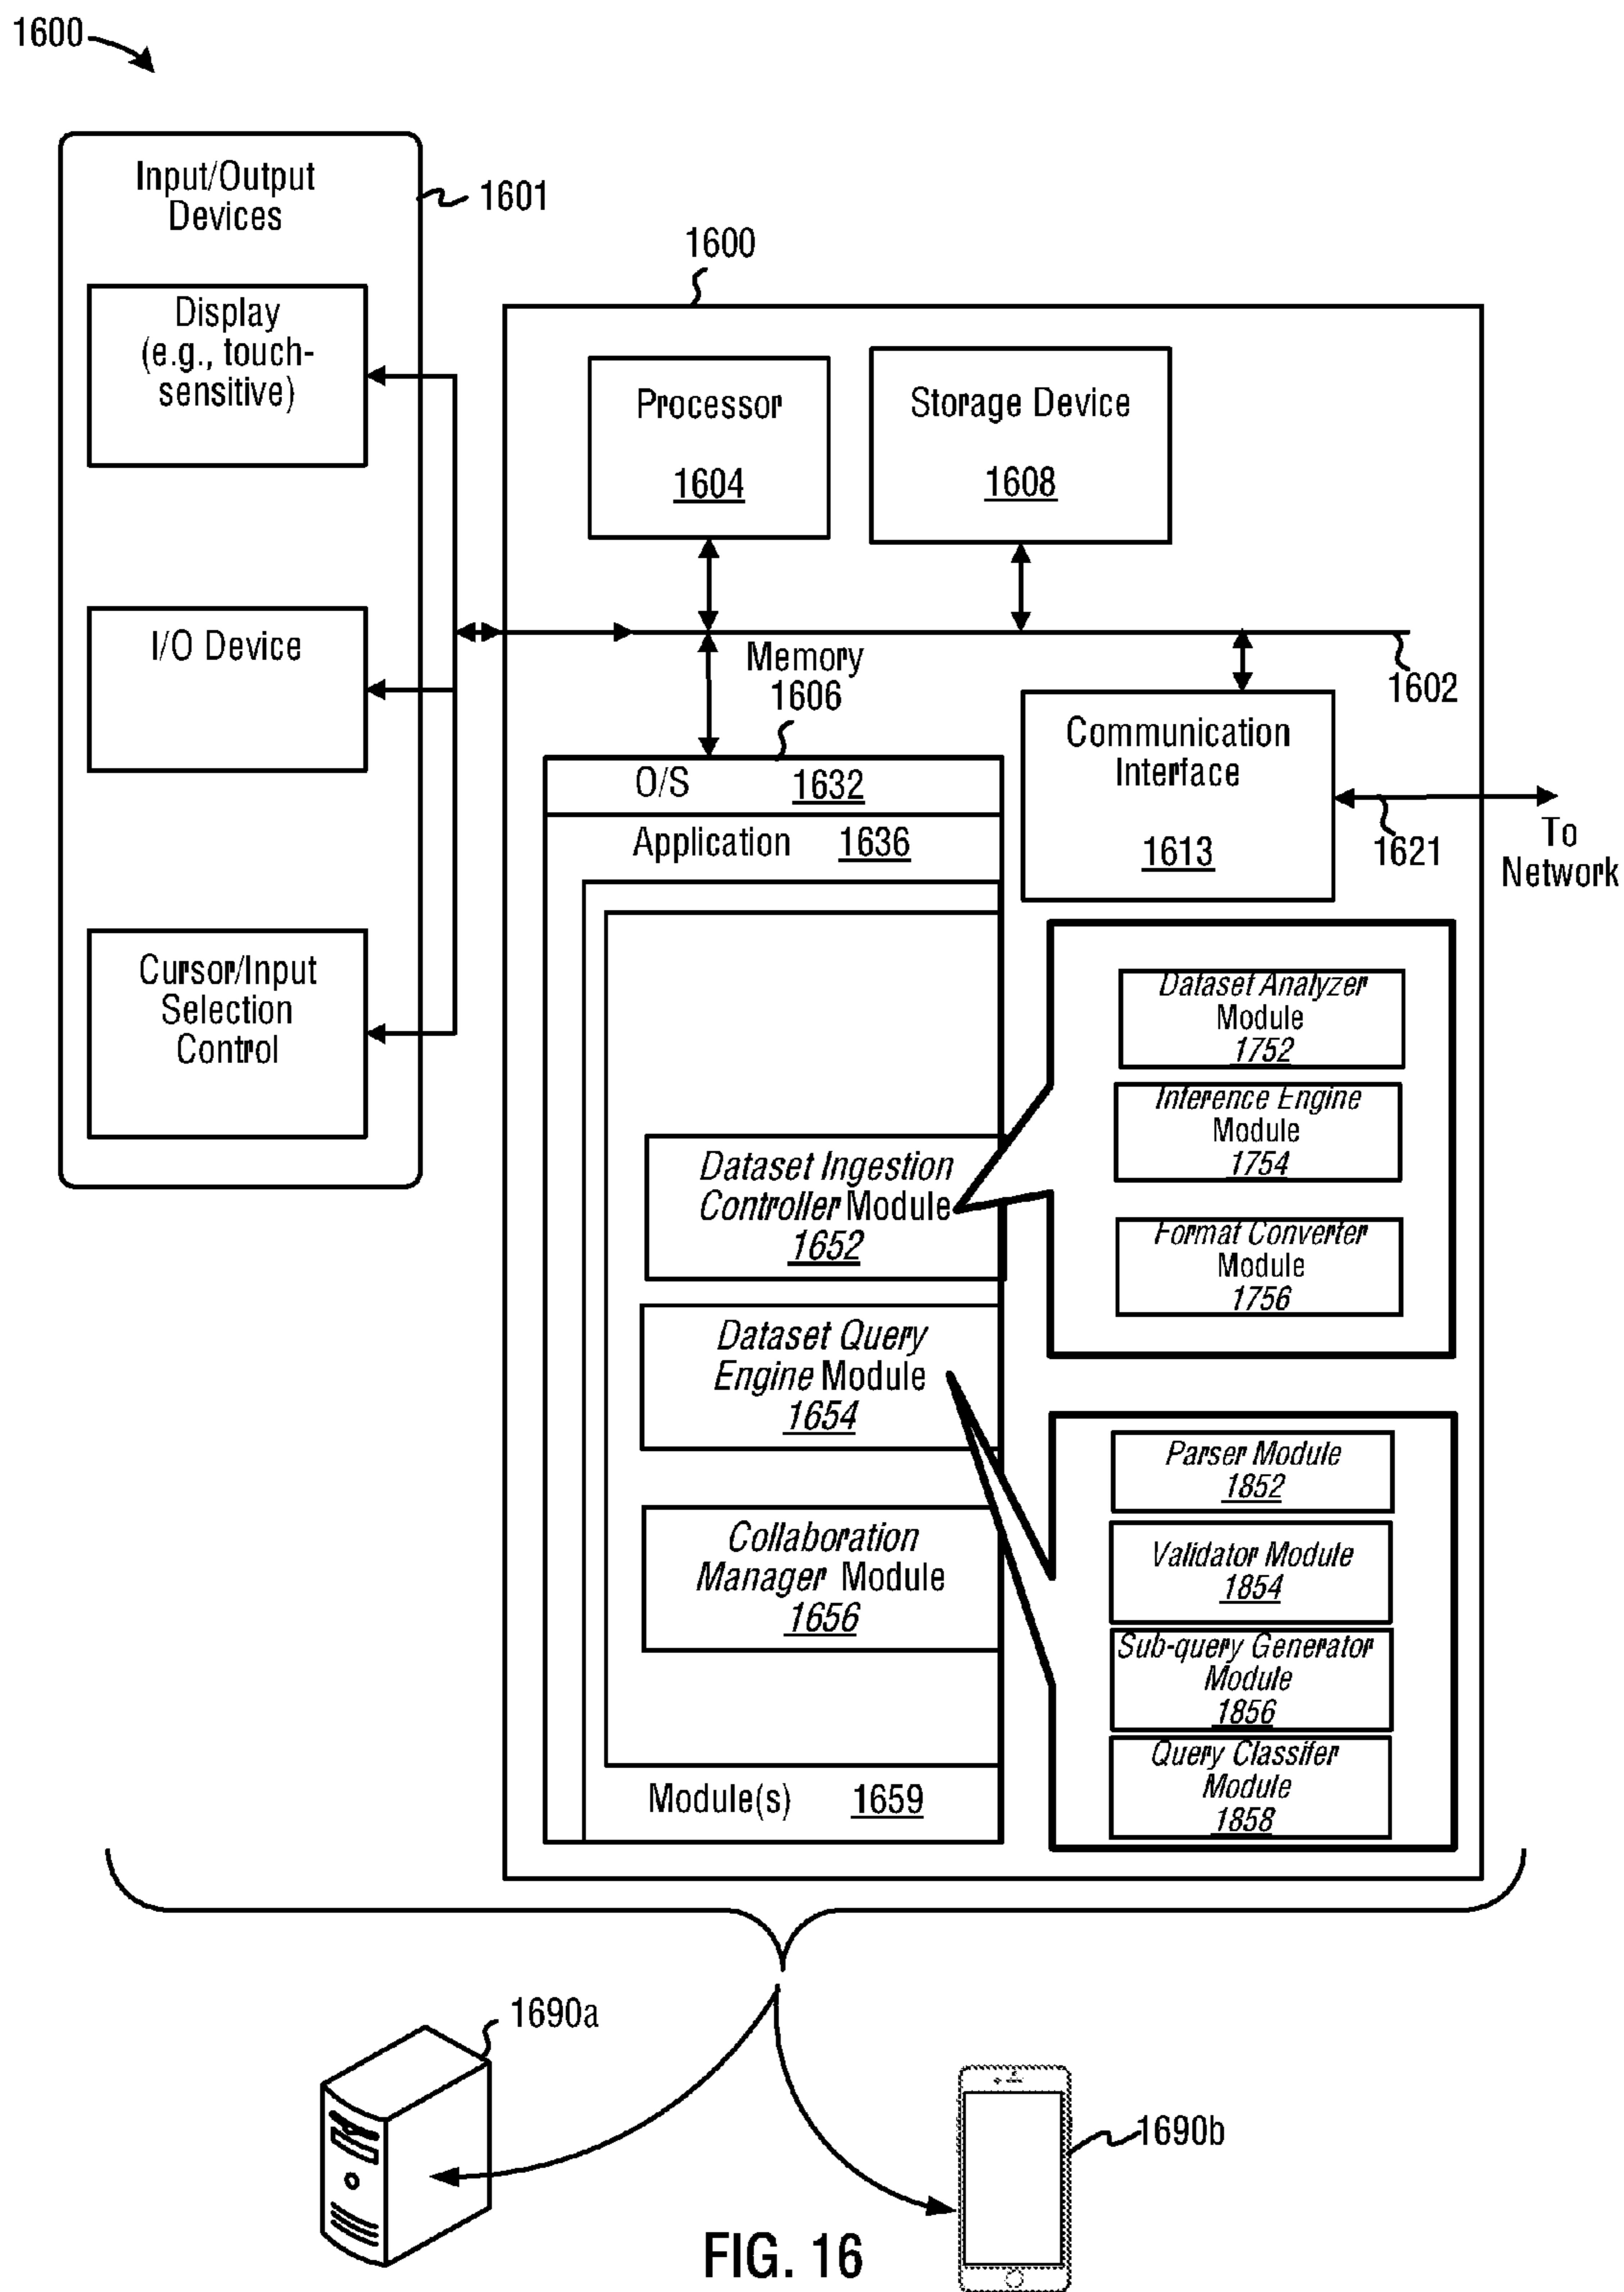 1600
Input/Output
Devices
1601
Display
(e.g., touch-
sensitive)
I/O Device
Cursor/Input
Selection
Control
1600
Processor
1604
Storage Device
1608
1602
Memory
1606
O/S 1632
Application 1636
Communication
Interface
1613
1621
To
Network
Dataset Ingestion
Controller Module
1652
Dataset Query
Engine Module
1654
Collaboration
Manager Module
1656
Module(s) 1659
Dataset Analyzer
Module
1752
Inference Engine
Module
1754
Format Converter
Module
1756
Parser Module
1852
Validator Module
1854
Sub-query Generator
Module
1856
Query Classifer
Module
1858
1690a
1690b
FIG. 16